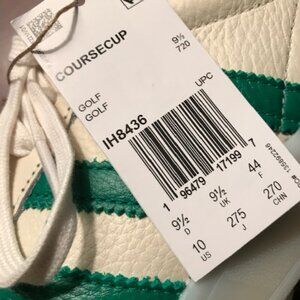 COURSECUP
9½
720
GOLF
GOLF
UPC
IH8436
1 96479 17199 7
9½ D
9½ UK
44 F
10 US
275 J
270 CHN